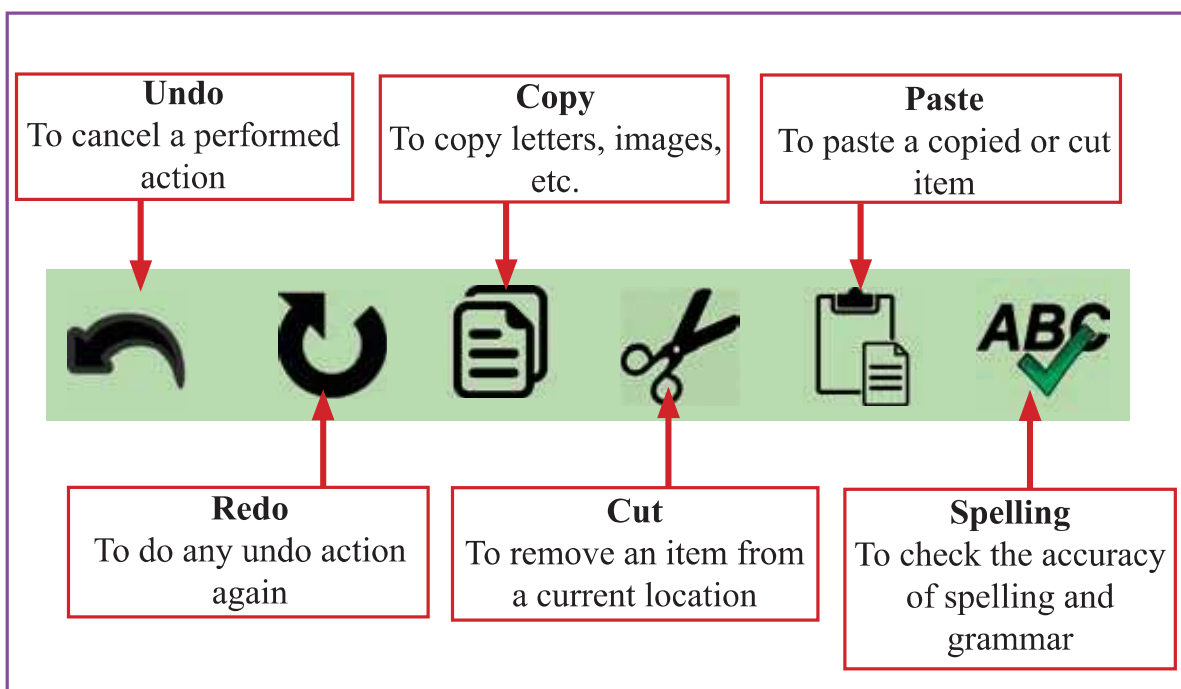 Undo
To cancel a performed
action
Copy
To copy letters, images,
etc.
Paste
To paste a copied or cut
item
ABC
Redo
To do any undo action
again
Cut
To remove an item from
a current location
Spelling
To check the accuracy
of spelling and
grammar